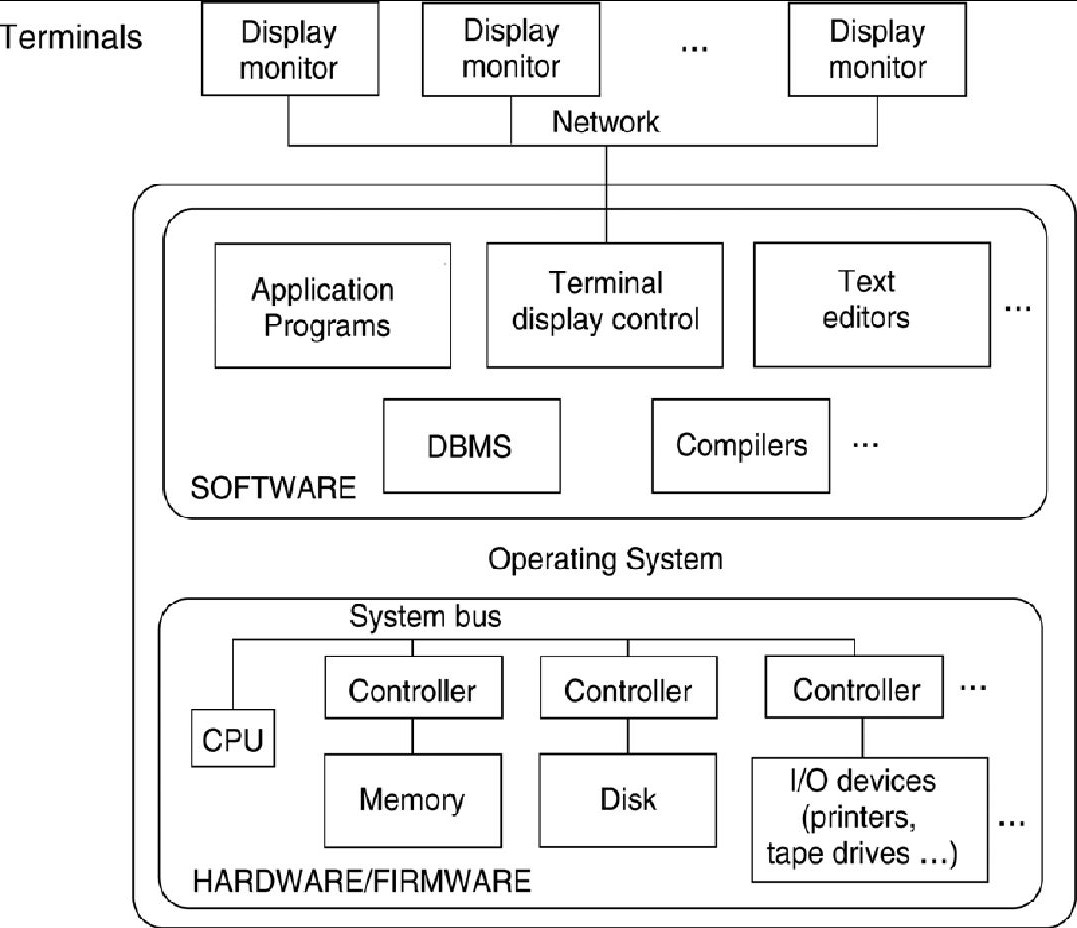 Terminals
Display
monitor
Display
monitor
...
Display
monitor
Network
Application
Programs
Terminal
display control
Text
editors
...
DBMS
Compilers
...
SOFTWARE
Operating System
System bus
Controller
Controller
Controller
...
CPU
Memory
Disk
I/O devices
(printers,
tape drives ...)
...
HARDWARE/FIRMWARE